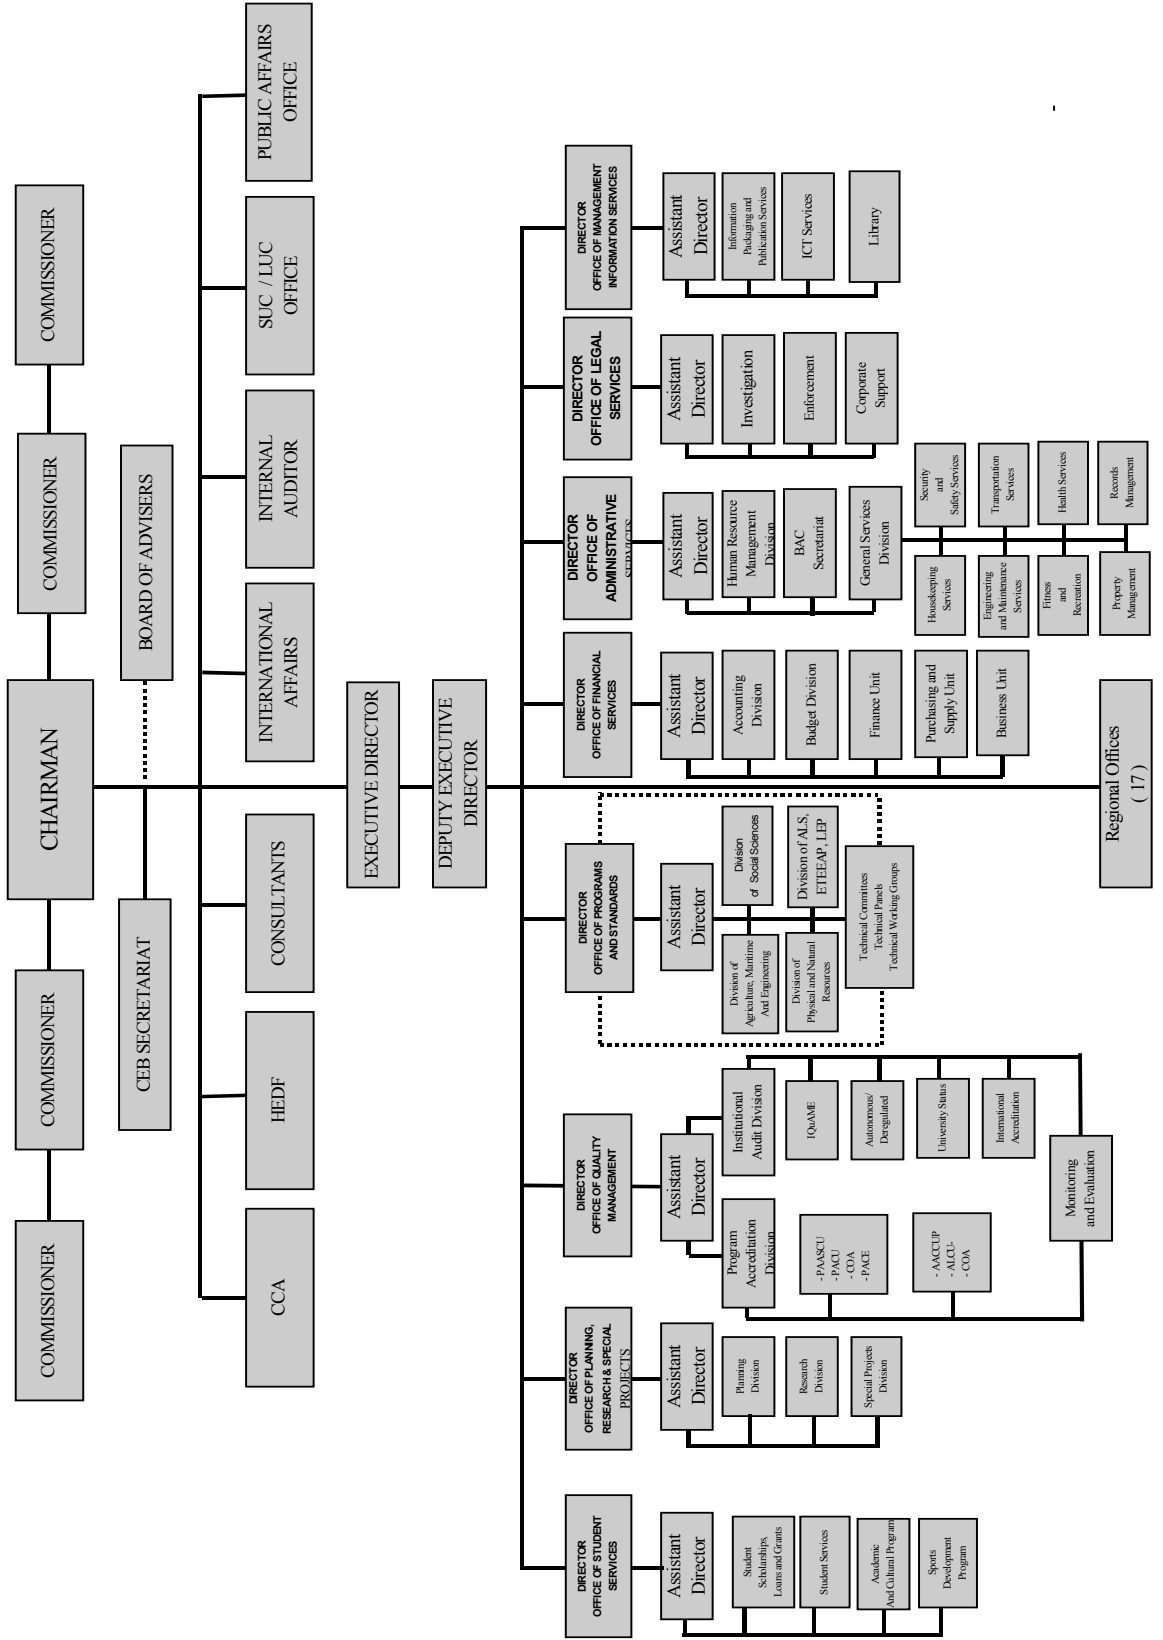 COMMISSIONER
COMMISSIONER
CHAIRMAN
COMMISSIONER
COMMISSIONER
CEB SECRETARIAT
BOARD OF ADVISERS
CCA
HEDF
CONSULTANTS
INTERNATIONAL
AFFAIRS
INTERNAL
AUDITOR
SUC / LUC
OFFICE
PUBLIC AFFAIRS
OFFICE
EXECUTIVE DIRECTOR
DEPUTY EXECUTIVE
DIRECTOR
DIRECTOR
OFFICE OF STUDENT
SERVICES
Assistant
Director
Student
Scholarships,
Loans and Grants
Student Services
Academic
And Cultural Program
Sports
Development
Program
DIRECTOR
OFFICE OF PLANNING,
RESEARCH & SPECIAL
PROJECTS
Assistant
Director
Planning
Division
Research
Division
Special Projects
Division
DIRECTOR
OFFICE OF QUALITY
MANAGEMENT
Assistant
Director
Program
Accreditation
Division
- PAASCU
- PACU
- COA
- PACE
- AACCUP
- ALCU-
- COA
Institutional
Audit Division
IQuAME
Autonomous/
Deregulated
University Status
International
Accreditation
Monitoring
and Evaluation
DIRECTOR
OFFICE OF PROGRAMS
AND STANDARDS
Assistant
Director
Division of
Agriculture, Maritime
And Engineering
Division
of Social Sciences
Division of
Physical and Natural
Resources
Division of ALS,
ETEEAP, LEP
Technical Committees
Technical Panels
Technical Working Groups
DIRECTOR
OFFICE OF FINANCIAL
SERVICES
Assistant
Director
Accounting
Division
Budget Division
Finance Unit
Purchasing and
Supply Unit
Business Unit
DIRECTOR
OFFICE OF
ADMINISTRATIVE
SERVICES
Assistant
Director
Human Resource
Management
Division
BAC
Secretariat
General Services
Division
Housekeeping
Services
Security
and
Safety Services
Engineering
and Maintenance
Services
Transportation
Services
Fitness
and
Recreation
Health Services
Property
Management
Records
Management
DIRECTOR
OFFICE OF LEGAL
SERVICES
Assistant
Director
Investigation
Enforcement
Corporate
Support
DIRECTOR
OFFICE OF MANAGEMENT
INFORMATION SERVICES
Assistant
Director
Information
Packaging and
Publication Services
ICT Services
Library
Regional Offices
( 17 )